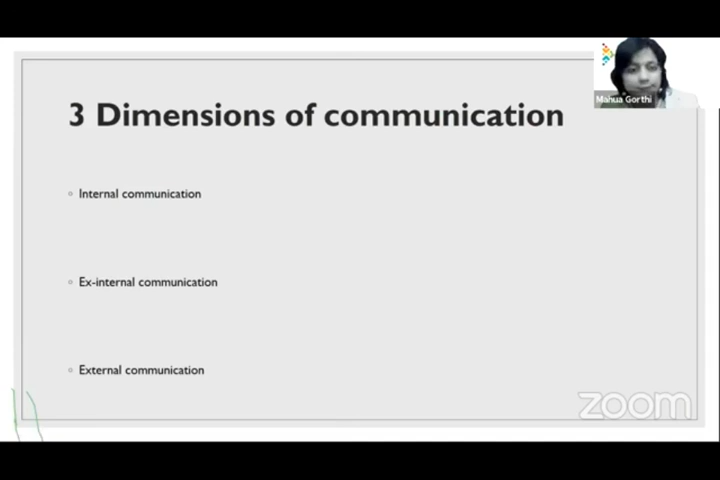 3 Dimensions of communication
Mahua Gorthi
Internal communication
Ex-internal communication
External communication
zoom